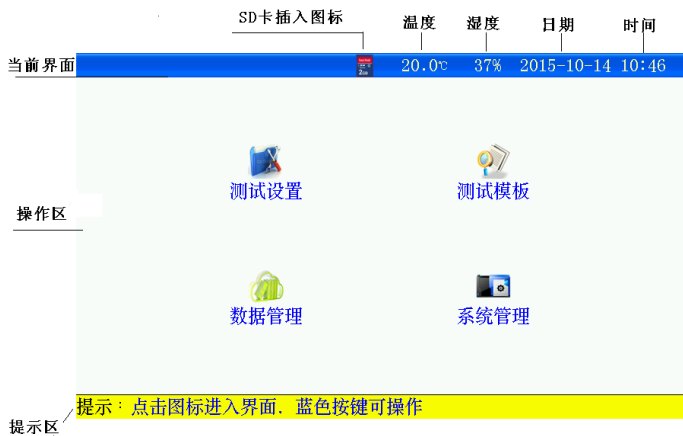 SD卡插入图标 温度 湿度 日期 时间
当前界面
20.0℃ 37% 2015-10-14 10:46
测试设置 测试模板
操作区
数据管理 系统管理
提示：点击图标进入界面．蓝色按键可操作
提示区